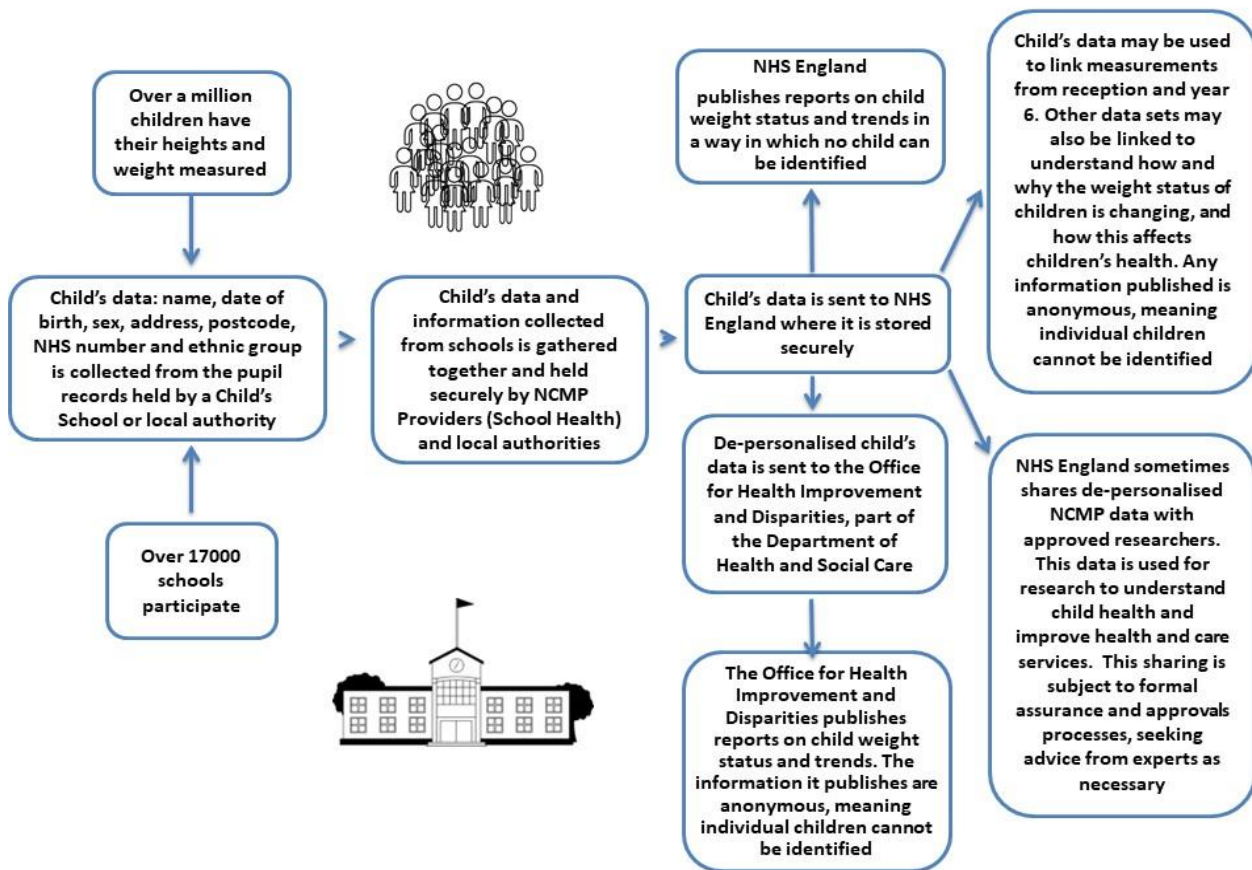 Over a million
children have
their heights and
weight measured
Child's data: name, date of
birth, sex, address, postcode,
NHS number and ethnic group
is collected from the pupil
records held by a Child's
School or local authority
Over 17000
schools
participate
Child's data and
information collected
from schools is gathered
together and held
securely by NCMP
Providers (School Health)
and local authorities
NHS England
publishes reports on child
weight status and trends in
a way in which no child can
be identified
Child's data is sent to NHS
England where it is stored
securely
De-personalised child's
data is sent to the Office
for Health Improvement
and Disparities, part of
the Department of
Health and Social Care
The Office for Health
Improvement and
Disparities publishes
reports on child weight
status and trends. The
information it publishes are
anonymous, meaning
individual children cannot
be identified
Child's data may be used
to link measurements
from reception and year
6. Other data sets may
also be linked to
understand how and
why the weight status of
children is changing, and
how this affects
children's health. Any
information published is
anonymous, meaning
individual children
cannot be identified
NHS England sometimes
shares de-personalised
NCMP data with
approved researchers.
This data is used for
research to understand
child health and
improve health and care
services. This sharing is
subject to formal
assurance and approvals
processes, seeking
advice from experts as
necessary